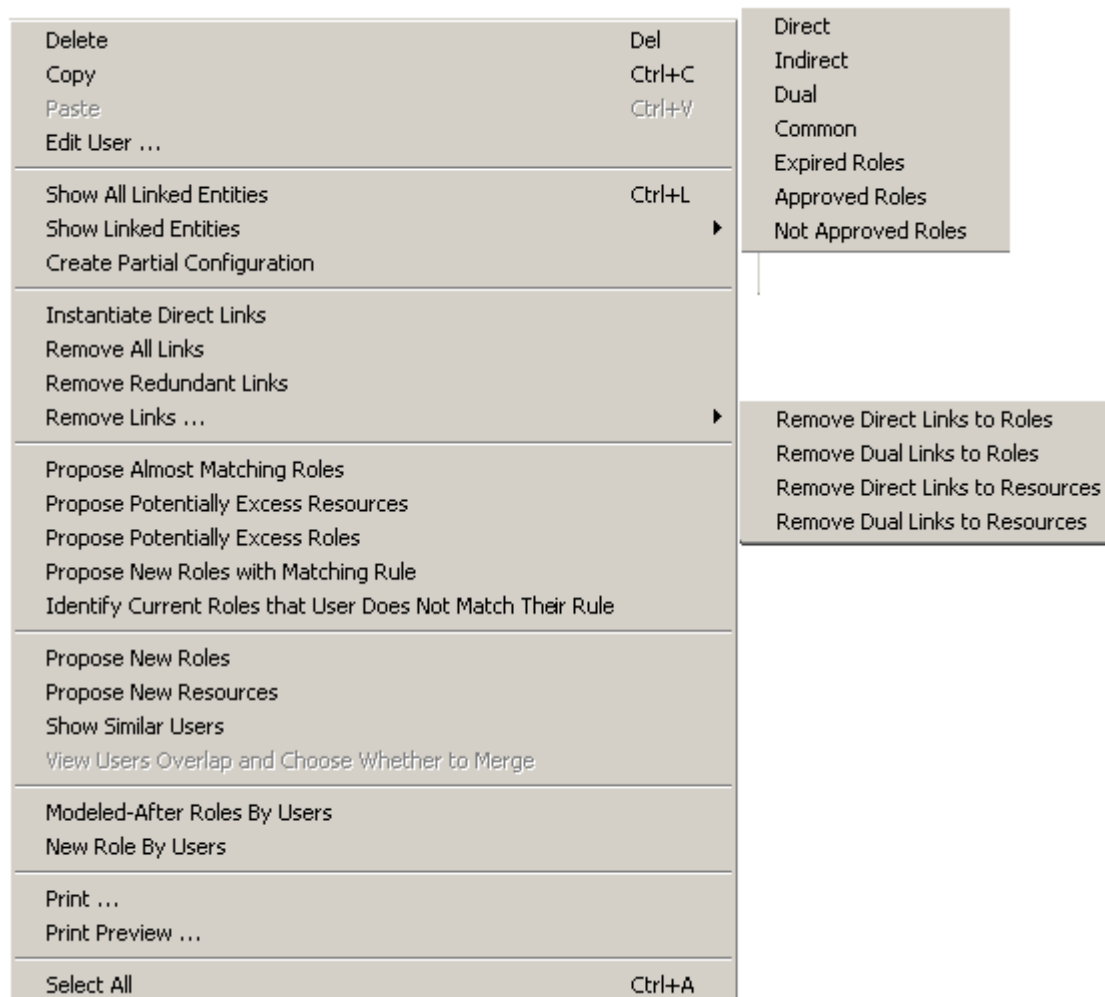 Delete Del
Copy Ctrl+C
Paste Ctrl+V
Edit User ...
Show All Linked Entities Ctrl+L
Show Linked Entities
Create Partial Configuration
Instantiate Direct Links
Remove All Links
Remove Redundant Links
Remove Links ...
Propose Almost Matching Roles
Propose Potentially Excess Resources
Propose Potentially Excess Roles
Propose New Roles with Matching Rule
Identify Current Roles that User Does Not Match Their Rule
Propose New Roles
Propose New Resources
Show Similar Users
View Users Overlap and Choose Whether to Merge
Modeled-After Roles By Users
New Role By Users
Print ...
Print Preview ...
Select All Ctrl+A
Direct
Indirect
Dual
Common
Expired Roles
Approved Roles
Not Approved Roles
Remove Direct Links to Roles
Remove Dual Links to Roles
Remove Direct Links to Resources
Remove Dual Links to Resources